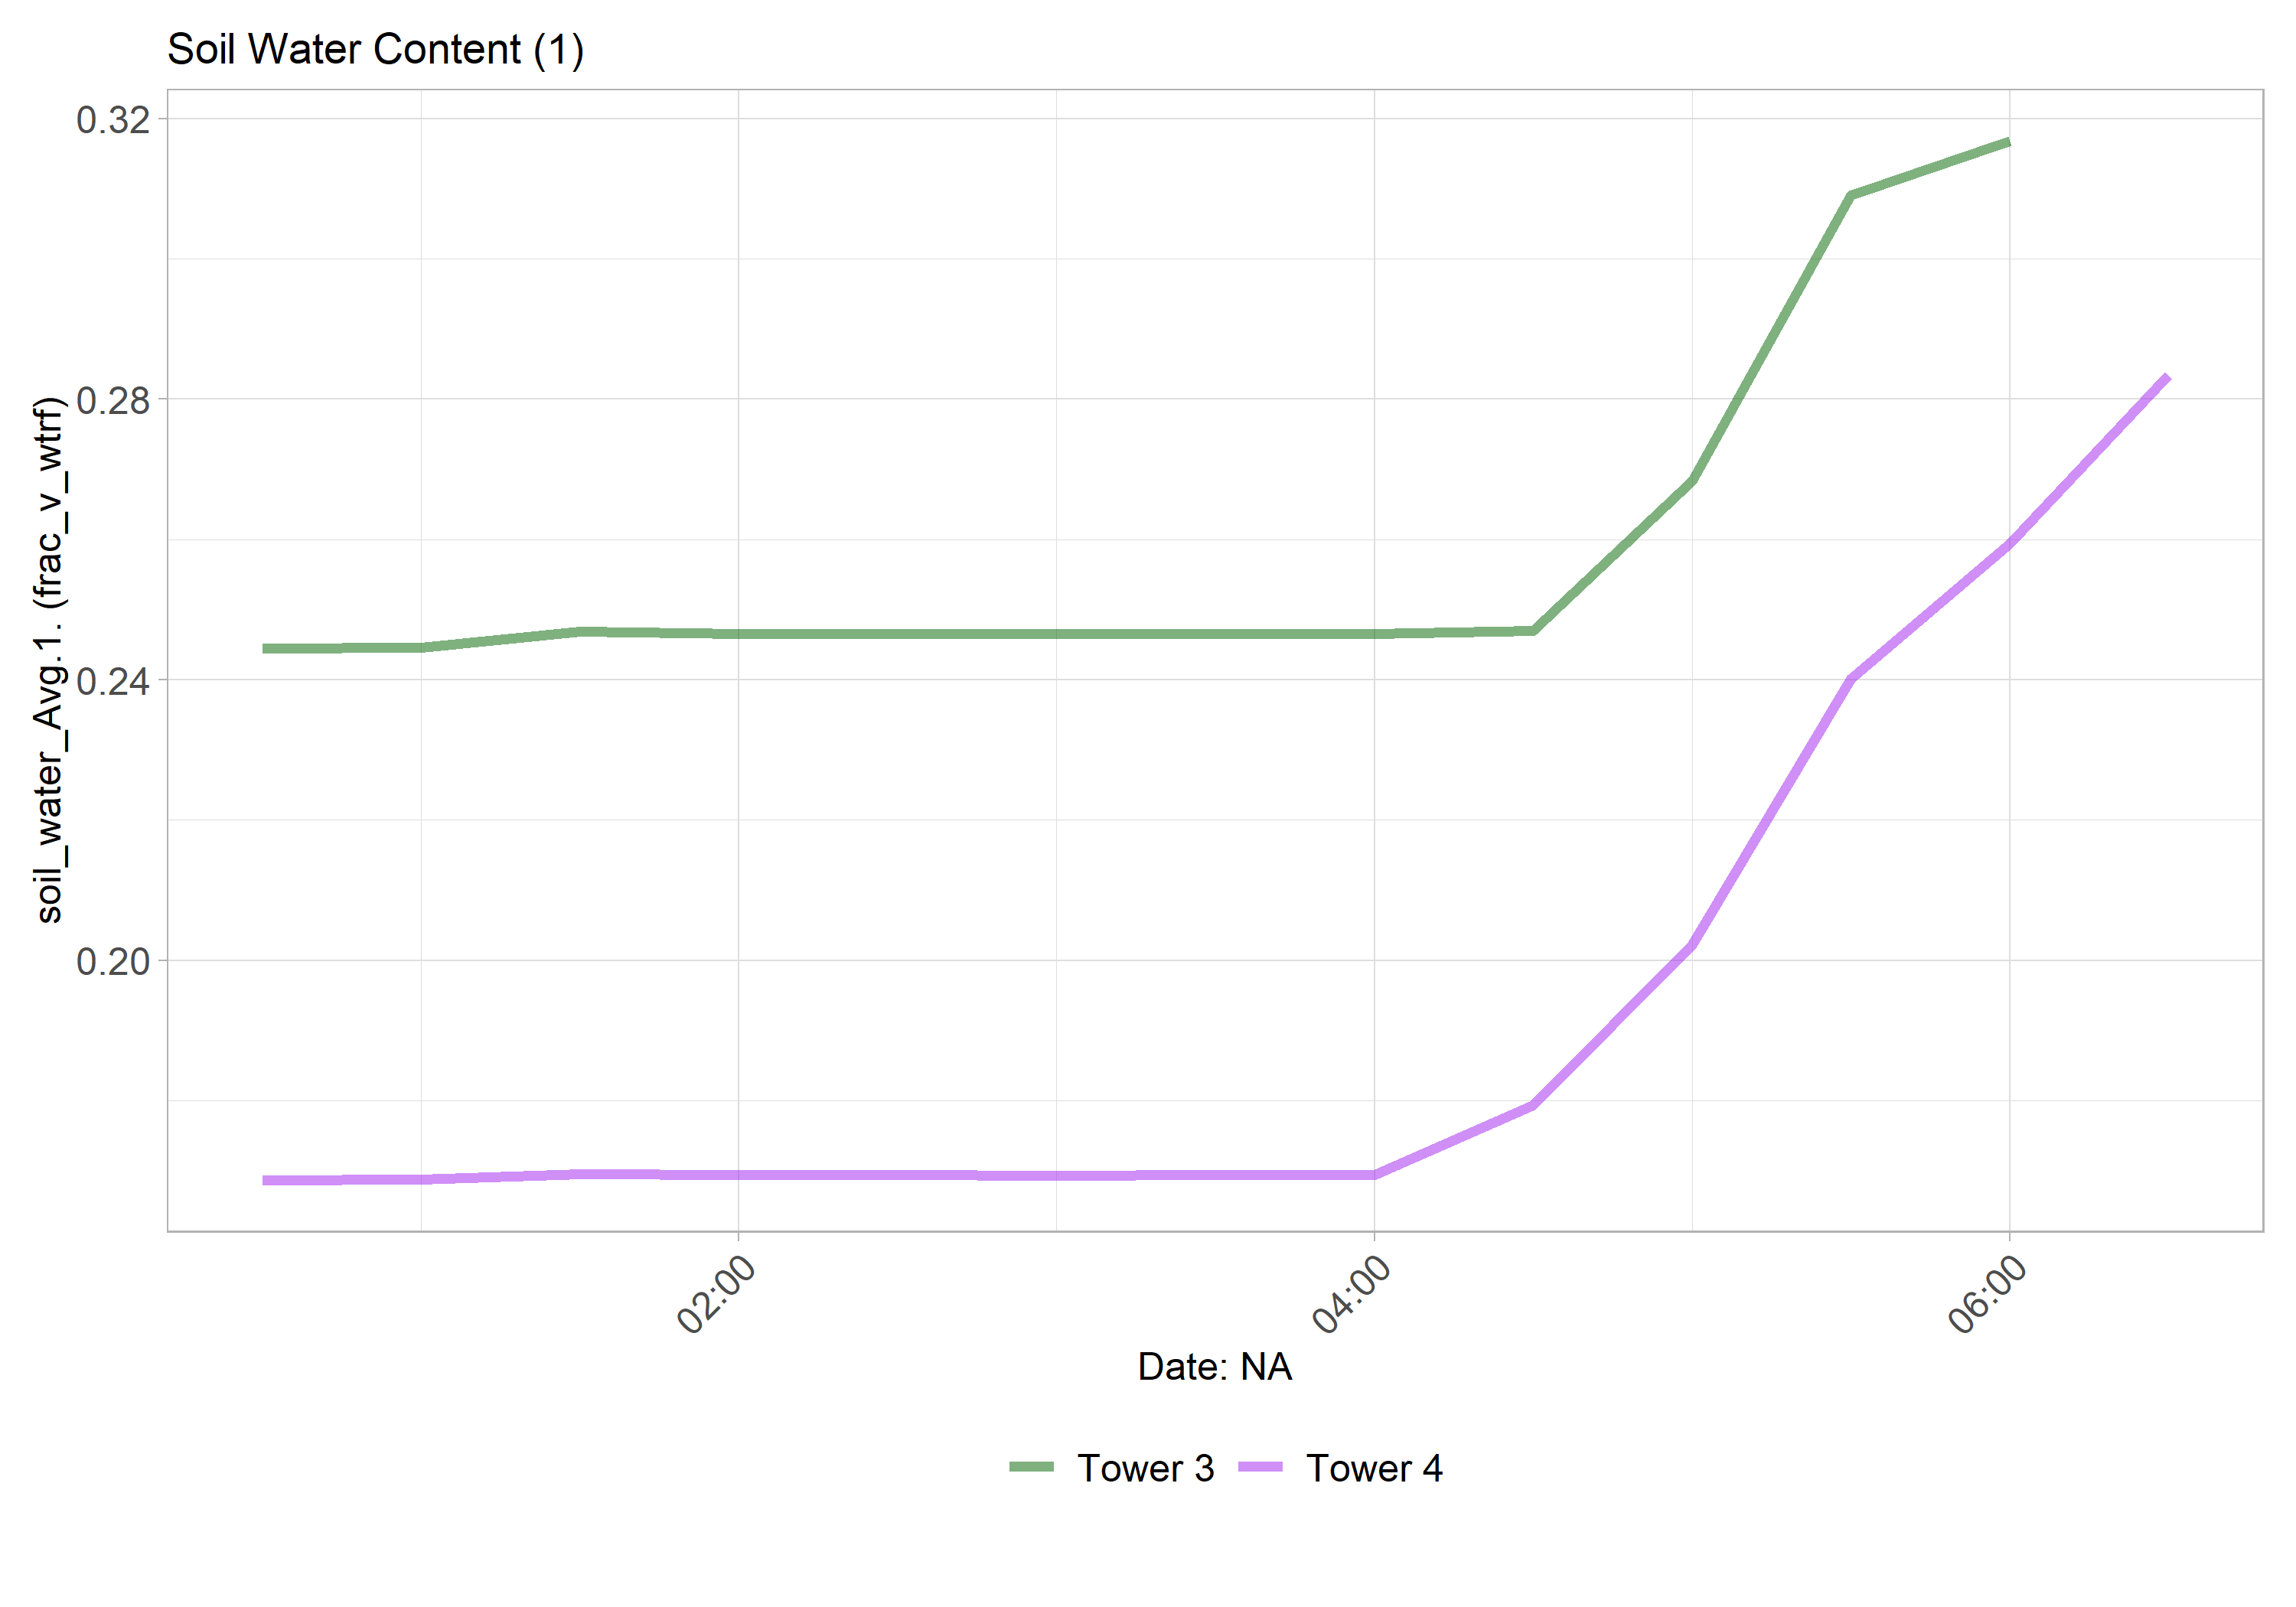 Soil Water Content (1)
soil_water_Avg.1. (frac_v_wtrf)
0.32
0.28
0.24
0.20
02:00
04:00
06:00
Date: NA
Tower 3
Tower 4